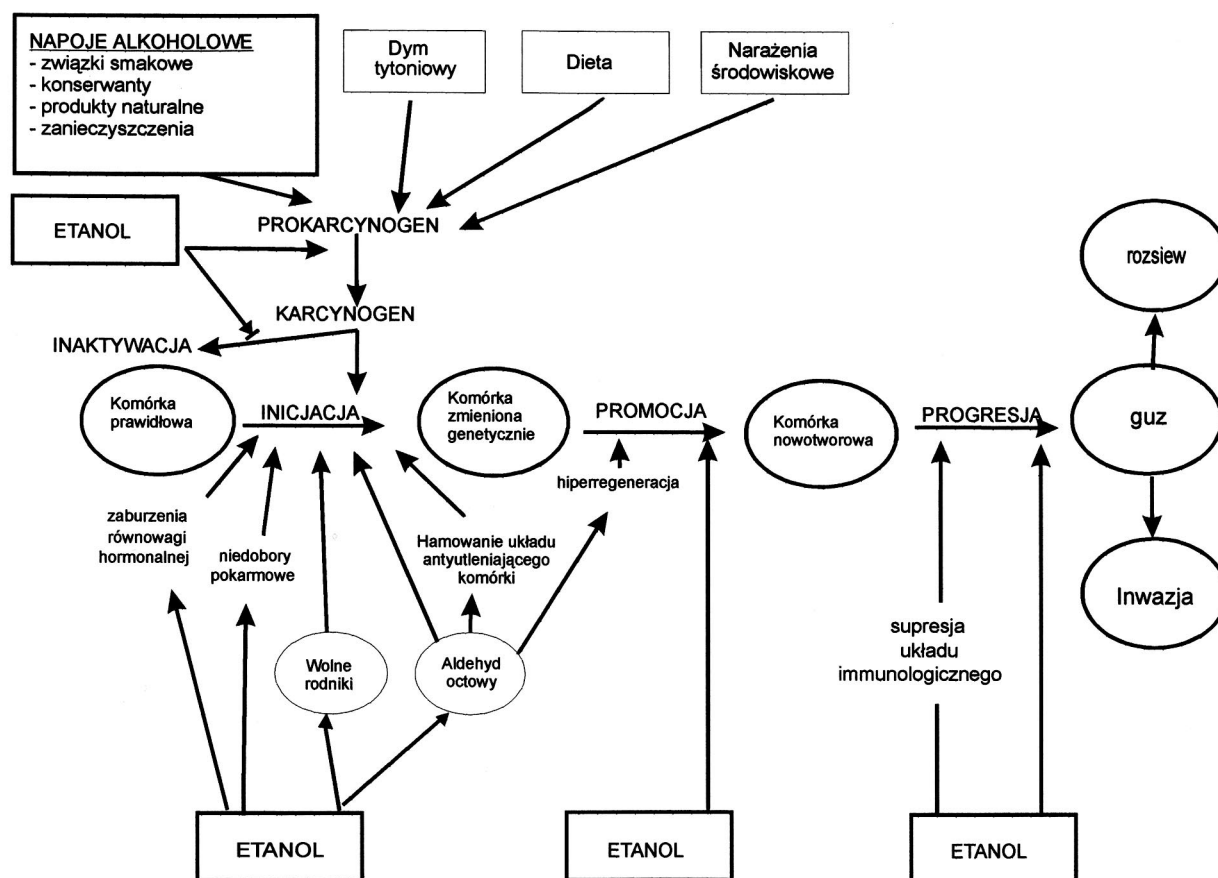 NAPOJE ALKOHOLOWE
- związki smakowe
- konserwanty
- produkty naturalne
- zanieczyszczenia
Dym
tytoniowy
Dieta
Narażenia
środowiskowe
ETANOL
PROKARCYNOGEN
KARCYNOGEN
INAKTYWACJA
rozsiew
Komórka
prawidłowa
INICJACJA
Komórka
zmieniona
genetycznie
PROMOCJA
Komórka
nowotworowa
PROGRESJA
guz
hiperregeneracja
zaburzenia
równowagi
hormonalnej
niedobory
pokarmowe
Hamowanie układu
antyutleniającego
komórki
Inwazja
Wolne
rodniki
Aldehyd
octowy
supresja
układu
immunologicznego
ETANOL
ETANOL
ETANOL